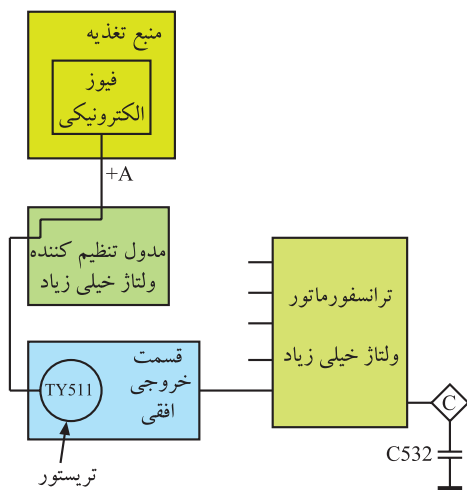 منبع تغذیه
فیوز
الکترونیکی
+A
مدول تنظیم کننده
ولتاژ خیلی زیاد
ترانسفورماتور
ولتاژ خیلی زیاد
قسمت
خروجی
افقی
TY511
تریستور
C
C532